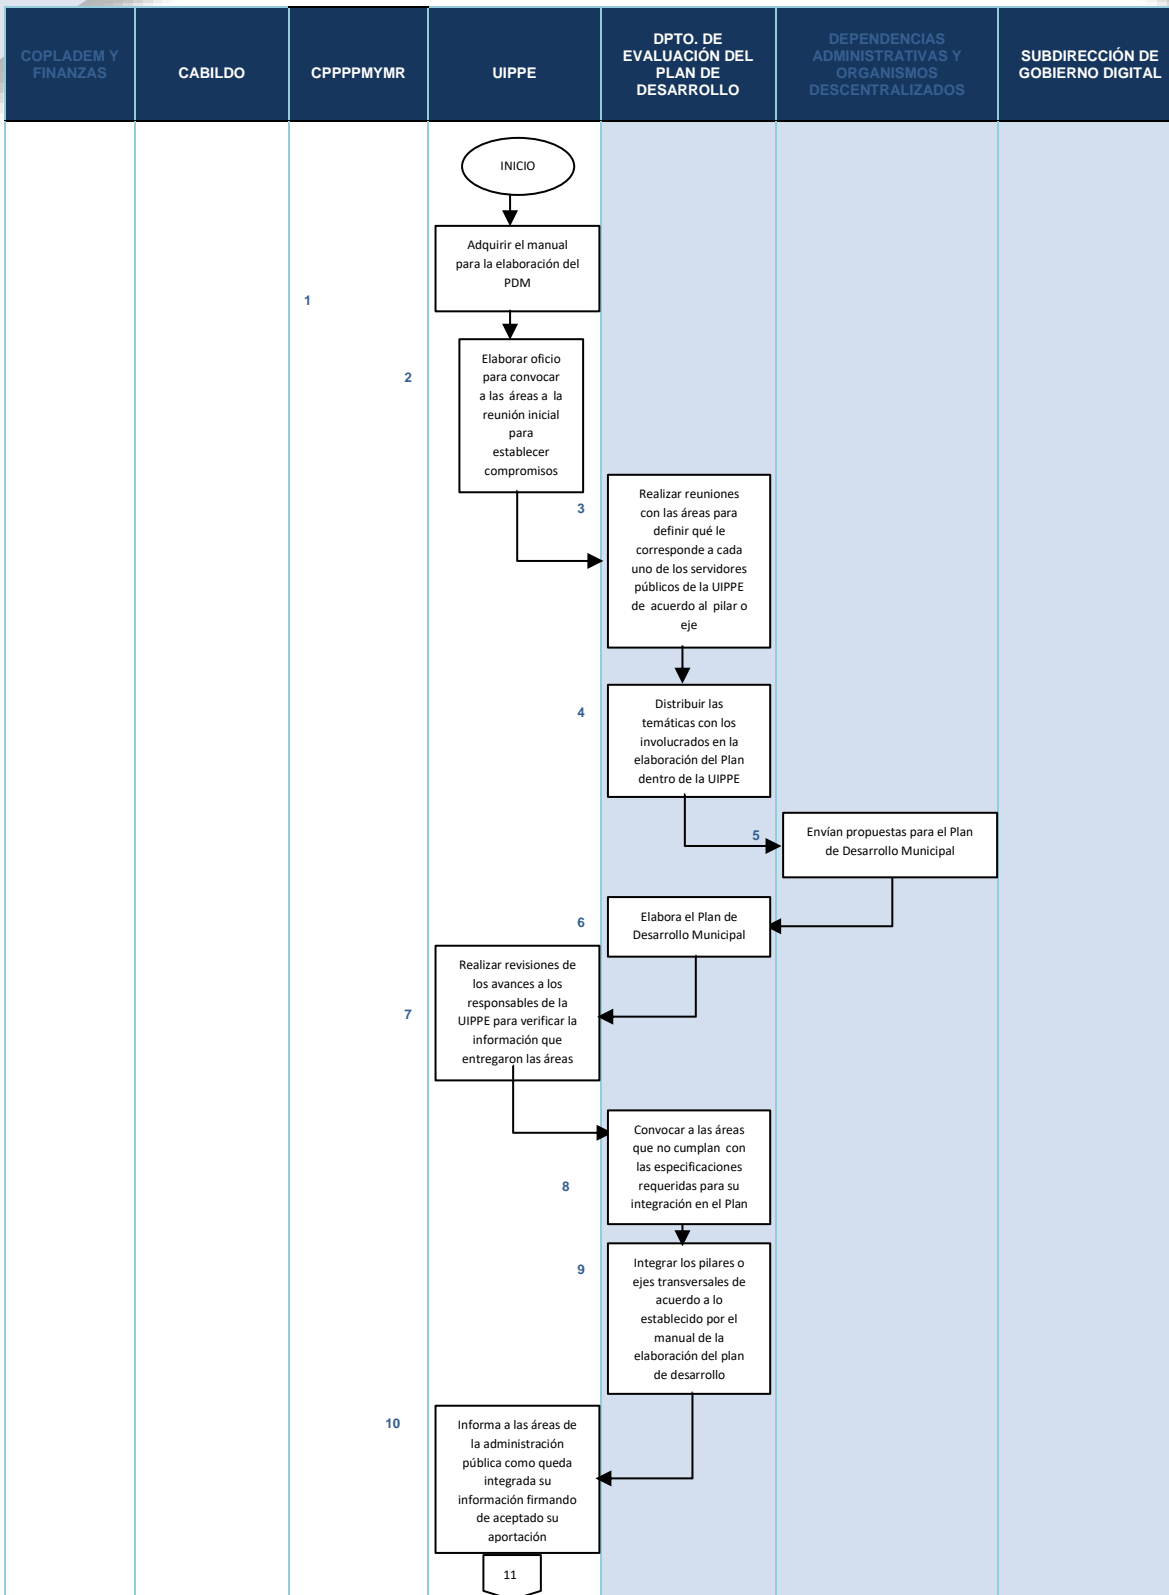 COPLADEM Y
FINANZAS
CABILDO
CPPPPMYMR
UIPPE
DPTO. DE
EVALUACIÓN DEL
PLAN DE
DESARROLLO
DEPENDENCIAS
ADMINISTRATIVAS Y
ORGANISMOS
DESCENTRALIZADOS
SUBDIRECCIÓN DE
GOBIERNO DIGITAL
INICIO
Adquirir el manual
para la elaboración del
PDM
1
Elaborar oficio
para convocar
a las áreas a la
reunión inicial
para
establecer
compromisos
2
Realizar reuniones
con las áreas para
definir qué le
corresponde a cada
uno de los servidores
públicos de la UIPPE
de acuerdo al pilar o
eje
3
Distribuir las
temáticas con los
involucrados en la
elaboración del Plan
dentro de la UIPPE
4
5
Envían propuestas para el Plan
de Desarrollo Municipal
6
Elabora el Plan de
Desarrollo Municipal
Realizar revisiones de
los avances a los
responsables de la
UIPPE para verificar la
información que
entregaron las áreas
7
Convocar a las áreas
que no cumplan con
las especificaciones
requeridas para su
integración en el Plan
8
Integrar los pilares o
ejes transversales de
acuerdo a lo
establecido por el
manual de la
elaboración del plan
de desarrollo
9
10
Informa a las áreas de
la administración
pública como queda
integrada su
información firmando
de aceptado su
aportación
11